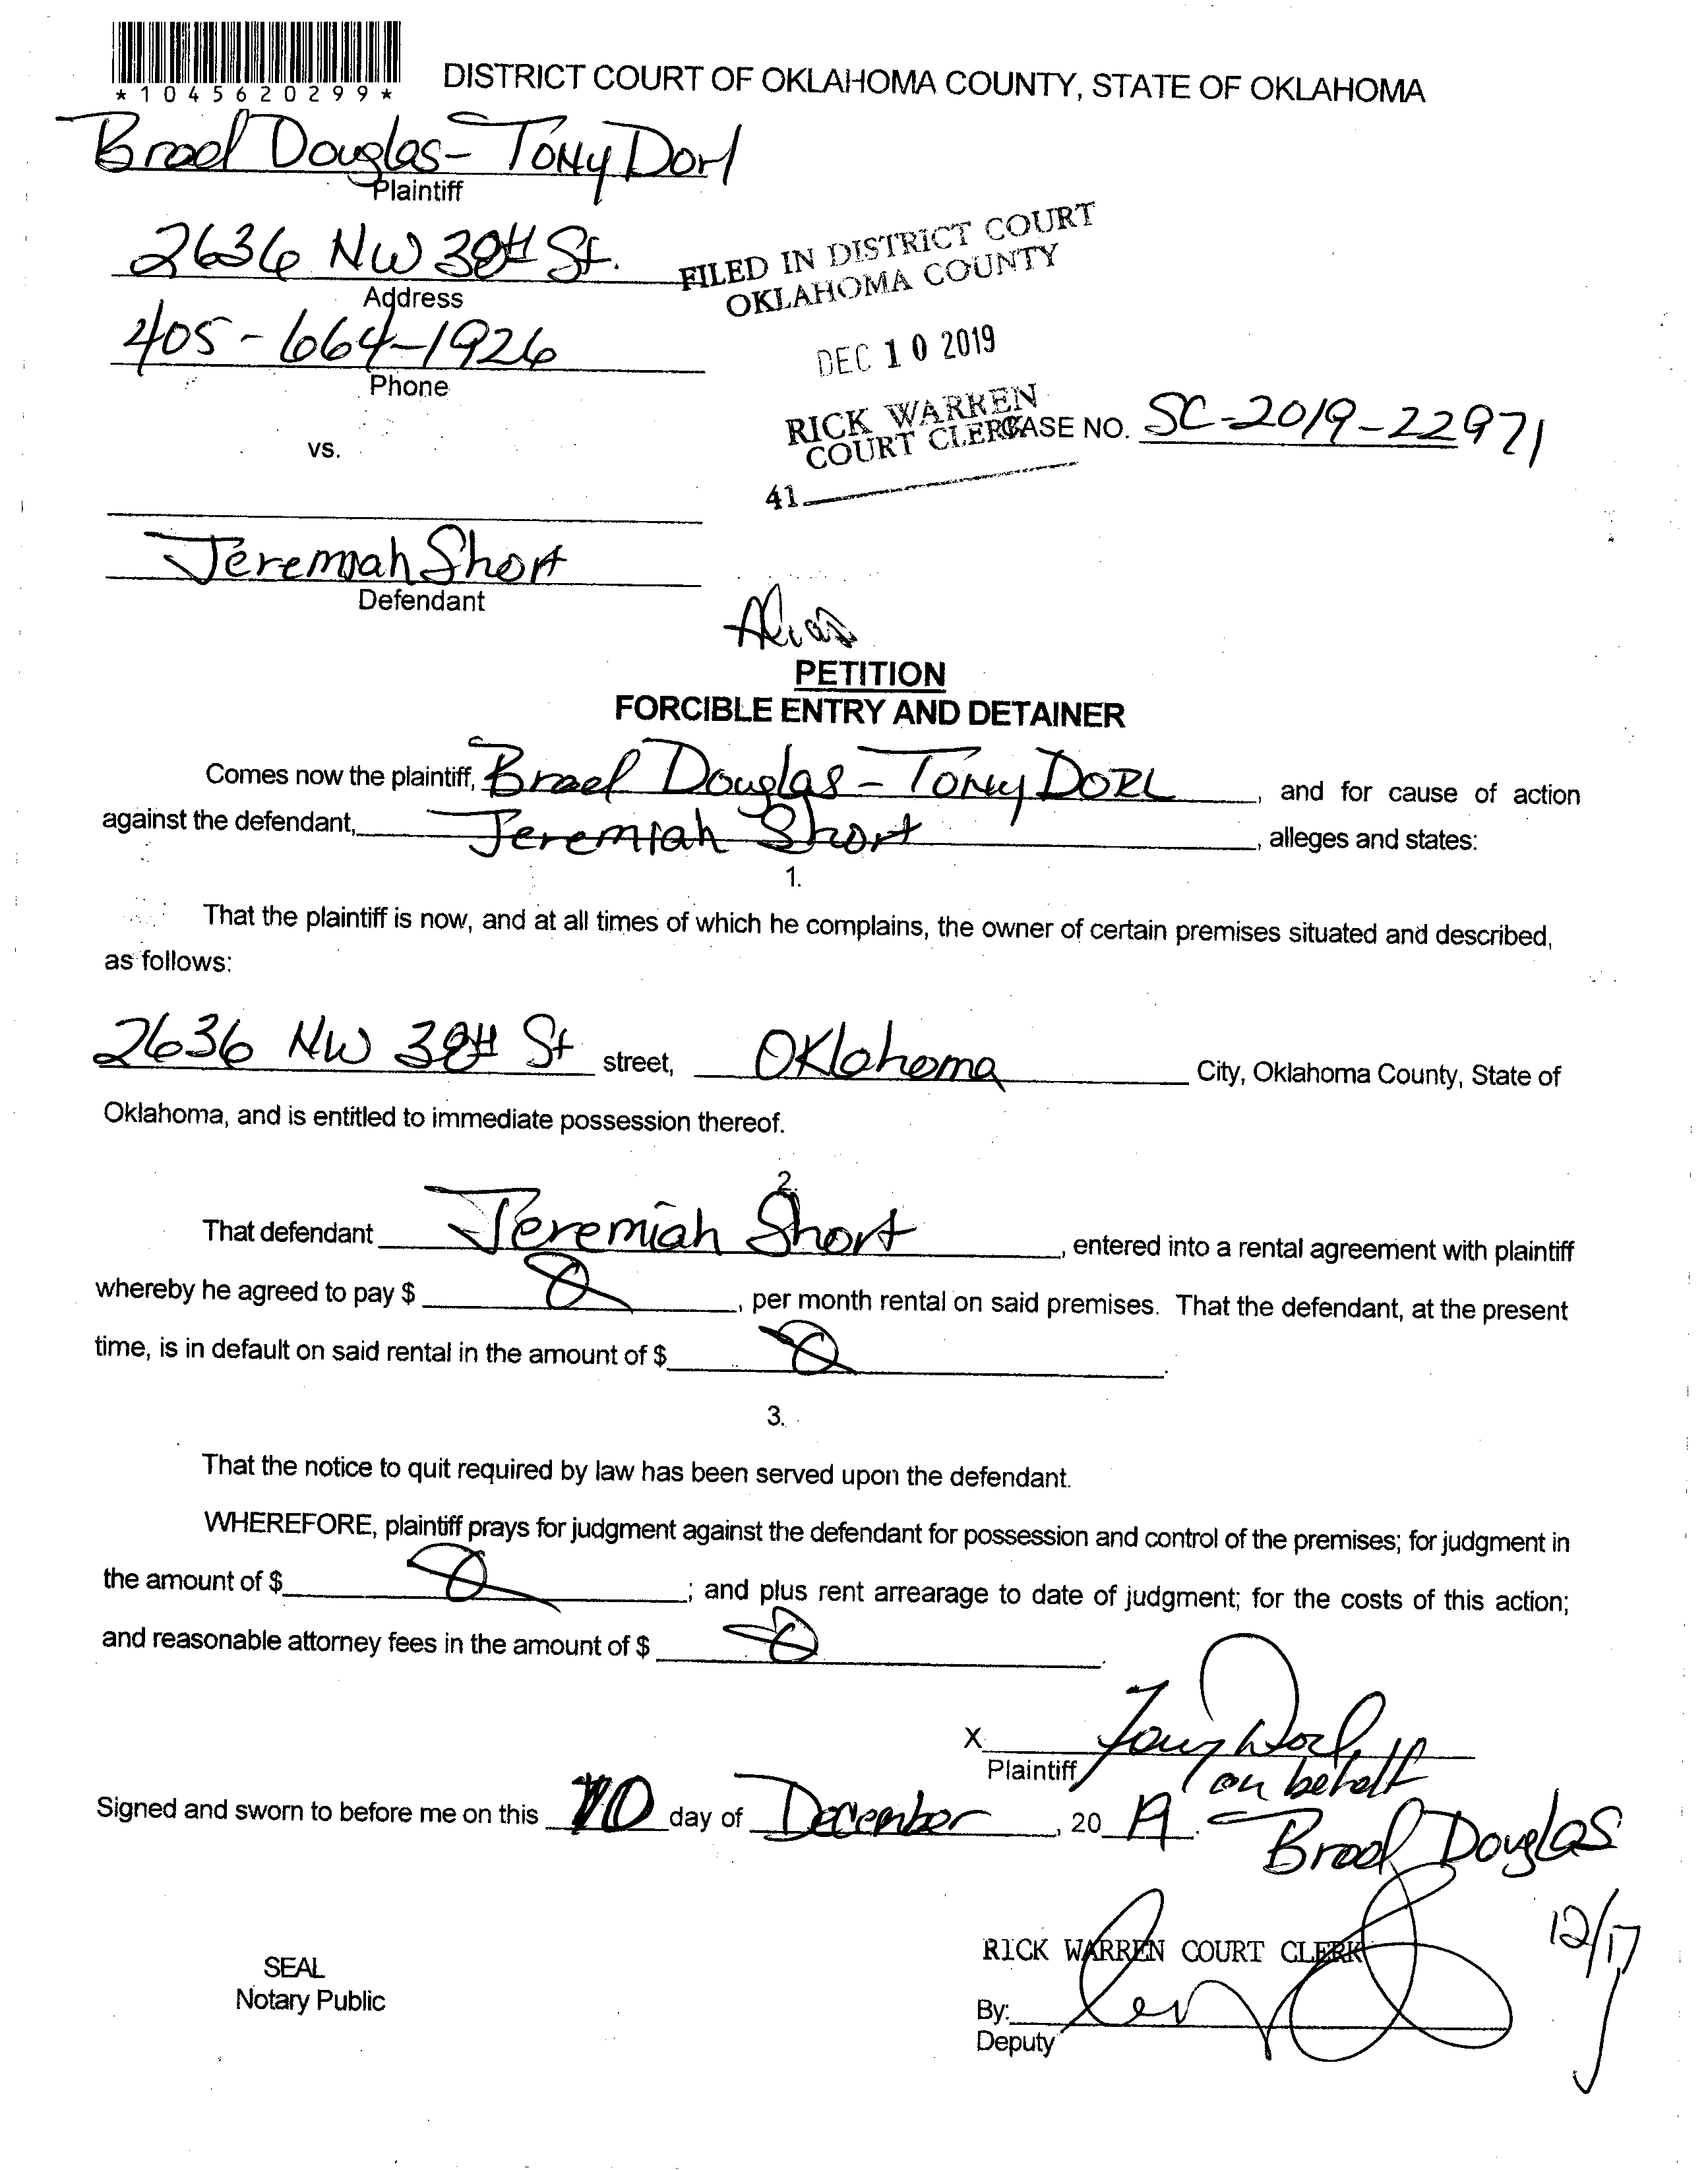 *1045620299*
DISTRICT COURT OF OKLAHOMA COUNTY, STATE OF OKLAHOMA
Brad Douglas - Tony Dorl
Plaintiff
2636 NW 38th St.
Address
405-664-1926
Phone
FILED IN DISTRICT COURT
OKLAHOMA COUNTY
DEC 10 2019
RICK WARREN
COURT CLERK
41
CASE NO. SC-2019-22971
vs.
Jeremiah Short
Defendant
Alias
PETITION
FORCIBLE ENTRY AND DETAINER
Comes now the plaintiff, Brad Douglas - Tony DORL, and for cause of action
against the defendant, Jeremiah Short, alleges and states:
1.
That the plaintiff is now, and at all times of which he complains, the owner of certain premises situated and described,
as follows:
2636 NW 38th St street, Oklahoma City, Oklahoma County, State of
Oklahoma, and is entitled to immediate possession thereof.
2.
That defendant Jeremiah Short, entered into a rental agreement with plaintiff
whereby he agreed to pay $ 0, per month rental on said premises. That the defendant, at the present
time, is in default on said rental in the amount of $ 0.
3.
That the notice to quit required by law has been served upon the defendant.
WHEREFORE, plaintiff prays for judgment against the defendant for possession and control of the premises; for judgment in
the amount of $ 0; and plus rent arrearage to date of judgment; for the costs of this action;
and reasonable attorney fees in the amount of $ 0.
X Tony Dorl
Plaintiff on behalf
Signed and sworn to before me on this 10 day of December, 2019.
Brad Douglas
12/17
RICK WARREN COURT CLERK
SEAL
Notary Public
By:
Deputy